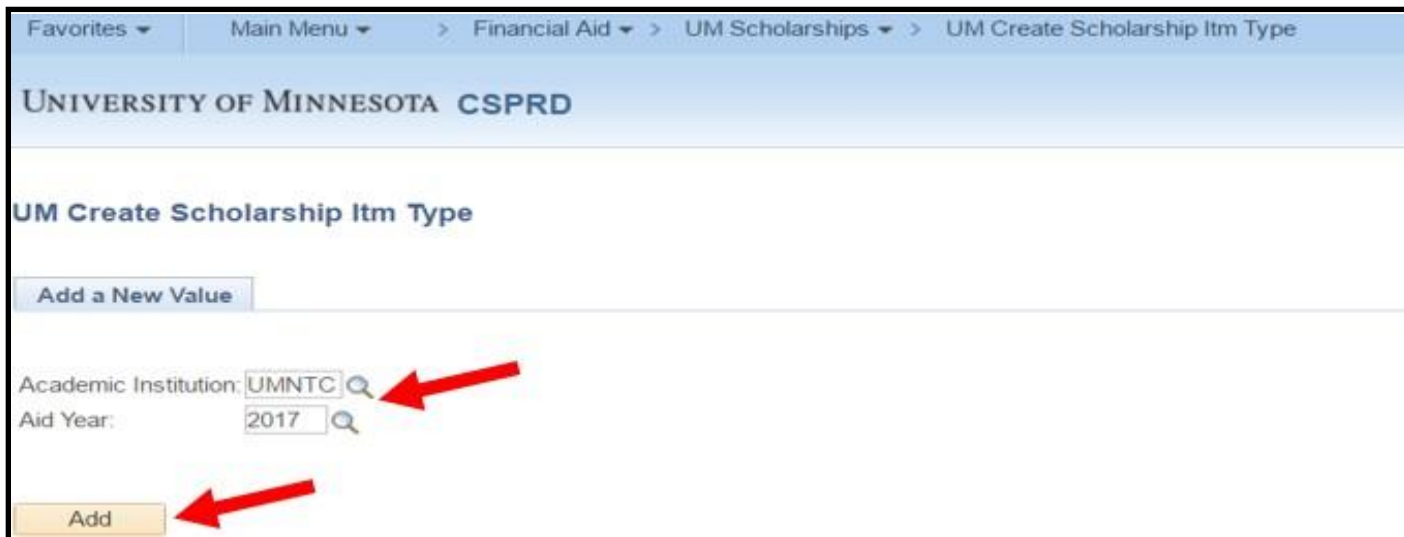 Favorites Main Menu > Financial Aid > UM Scholarships > UM Create Scholarship Itm Type
UNIVERSITY OF MINNESOTA CSPRD
UM Create Scholarship Itm Type
Add a New Value
Academic Institution: UMNTC
Aid Year: 2017
Add